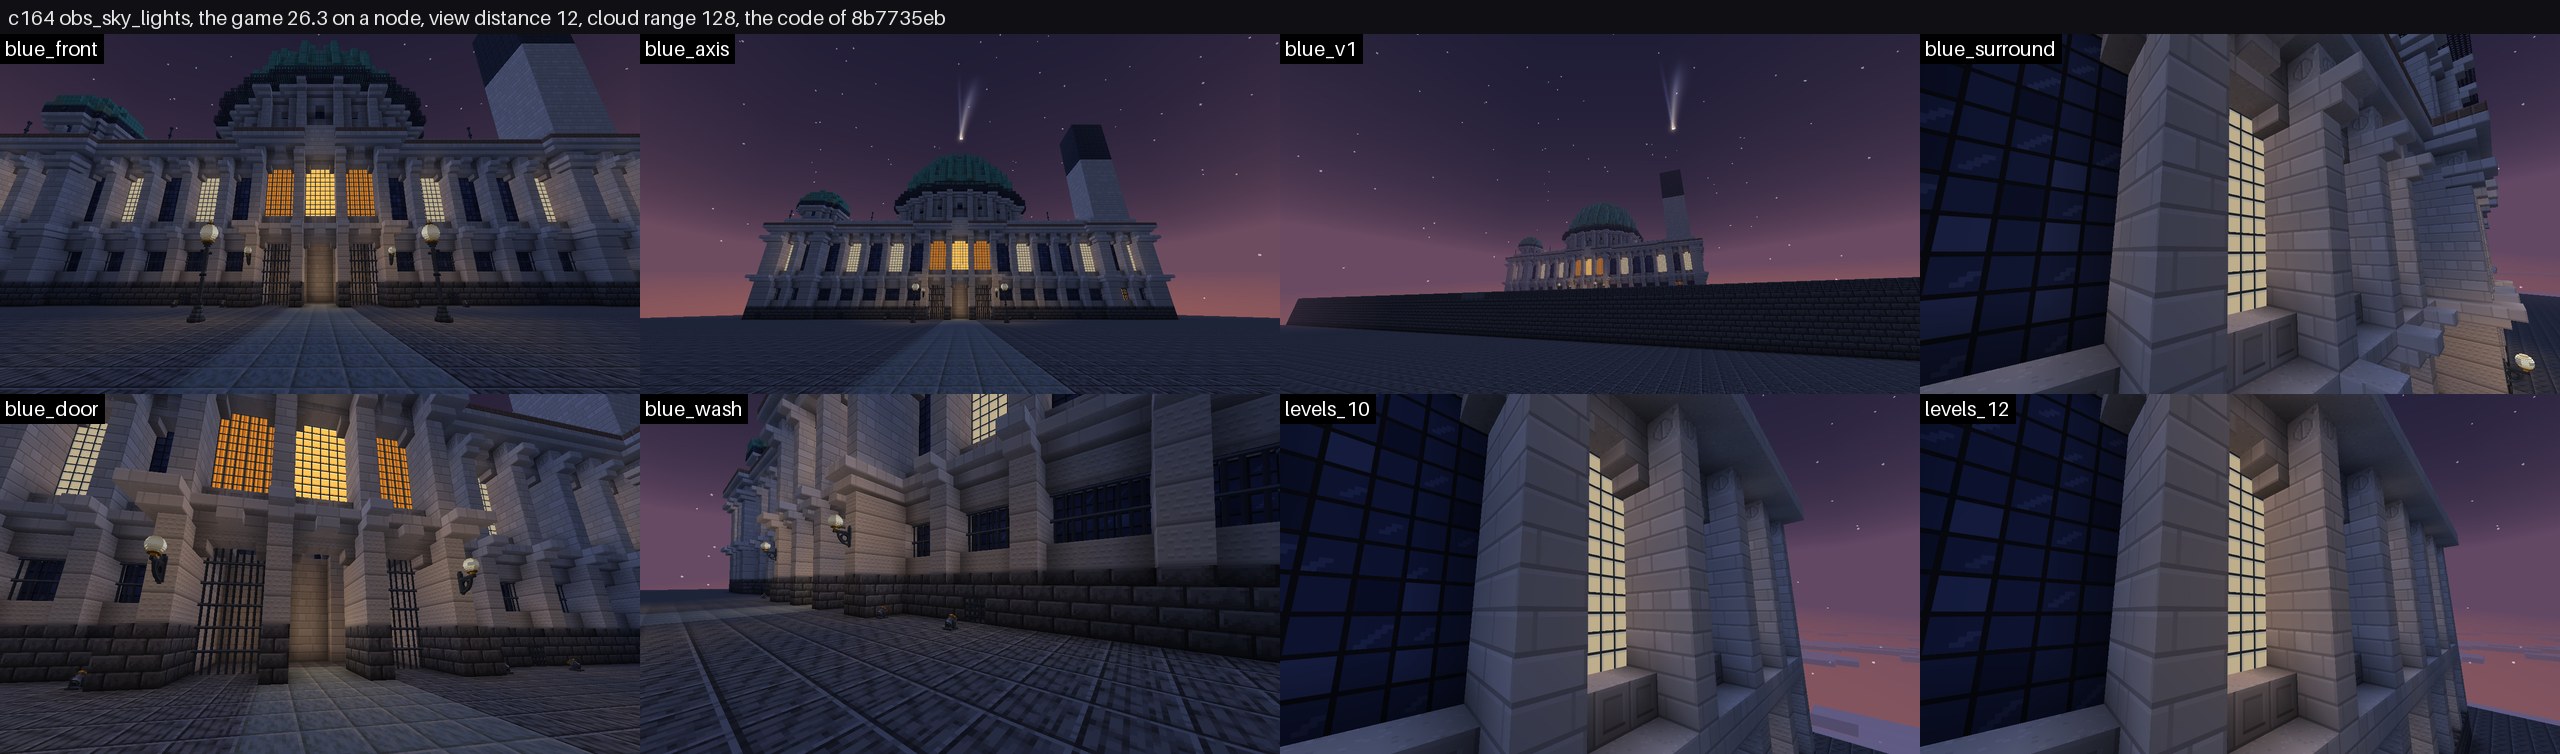 c164 obs_sky_lights, the game 26.3 on a node, view distance 12, cloud range 128, the code of 8b7735eb
blue_front
blue_axis
blue_v1
blue_surround
blue_door
blue_wash
levels_10
levels_12